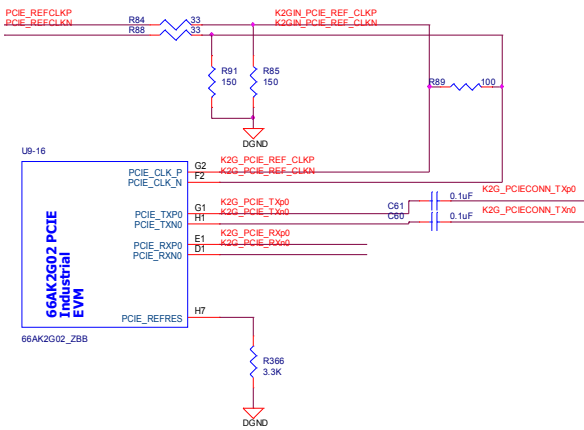 PCIE_REFCLKP R84 33 K2GIN_PCIE_REF_CLKP
PCIE_REFCLKN R88 33 K2GIN_PCIE_REF_CLKN
R91 R85
150 150
R89 100
DGND
U9-16
PCIE_CLK_P G2 K2G_PCIE_REF_CLKP
PCIE_CLK_N F2 K2G_PCIE_REF_CLKN
PCIE_TXP0 G1 K2G_PCIE_TXp0 C61 0.1uF K2G_PCIECONN_TXp0
PCIE_TXN0 H1 K2G_PCIE_TXn0 C60 0.1uF K2G_PCIECONN_TXn0
PCIE_RXP0 E1 K2G_PCIE_RXp0
PCIE_RXN0 D1 K2G_PCIE_RXn0
66AK2G02 PCIE
Industrial
EVM
PCIE_REFRES H7
66AK2G02_ZBB
R366
3.3K
DGND